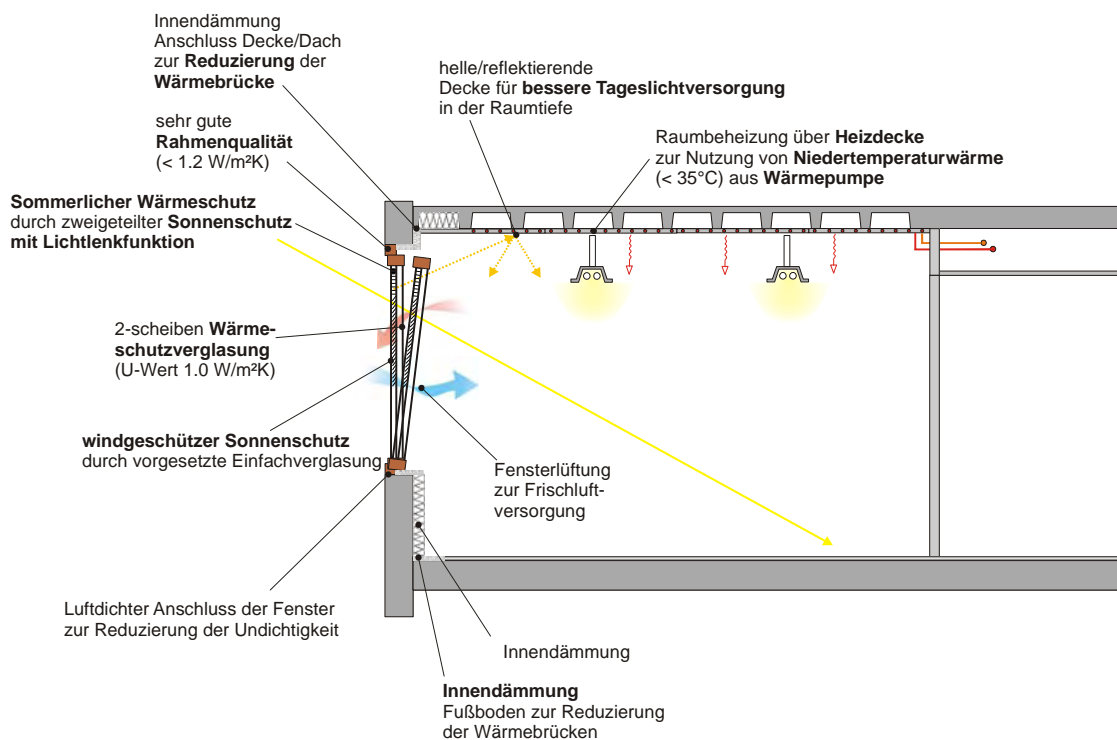 Innendämmung
Anschluss Decke/Dach
zur Reduzierung der
Wärmebrücke
helle/reflektierende
Decke für bessere Tageslichtversorgung
in der Raumtiefe
sehr gute
Rahmenqualität
(< 1.2 W/m²K)
Raumbeheizung über Heizdecke
zur Nutzung von Niedertemperaturwärme
(< 35°C) aus Wärmepumpe
Sommerlicher Wärmeschutz
durch zweigeteilter Sonnenschutz
mit Lichtlenkfunktion
2-scheiben Wärme-
schutzverglasung
(U-Wert 1.0 W/m²K)
windgeschützer Sonnenschutz
durch vorgesetzte Einfachverglasung
Fensterlüftung
zur Frischluft-
versorgung
Luftdichter Anschluss der Fenster
zur Reduzierung der Undichtigkeit
Innendämmung
Innendämmung
Fußboden zur Reduzierung
der Wärmebrücken